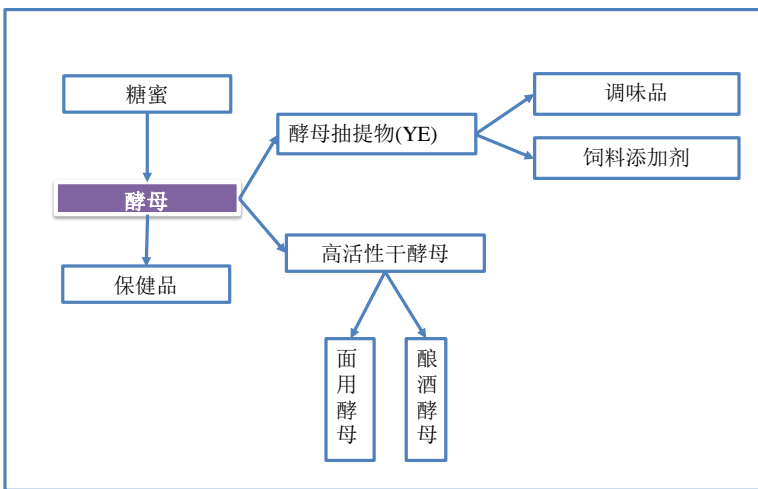 糖蜜
调味品
酵母抽提物(YE)
饲料添加剂
酵母
高活性干酵母
保健品
面用酵母
酿酒酵母